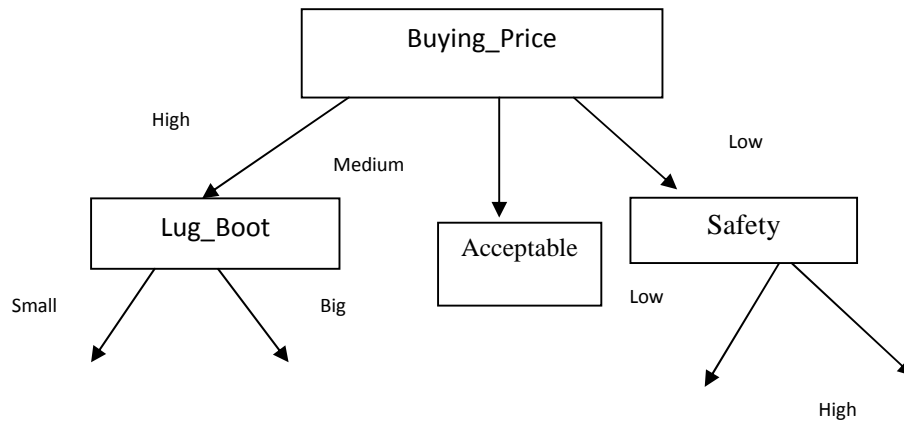 Buying_Price
High
Medium
Low
Lug_Boot
Acceptable
Safety
Small
Big
Low
High